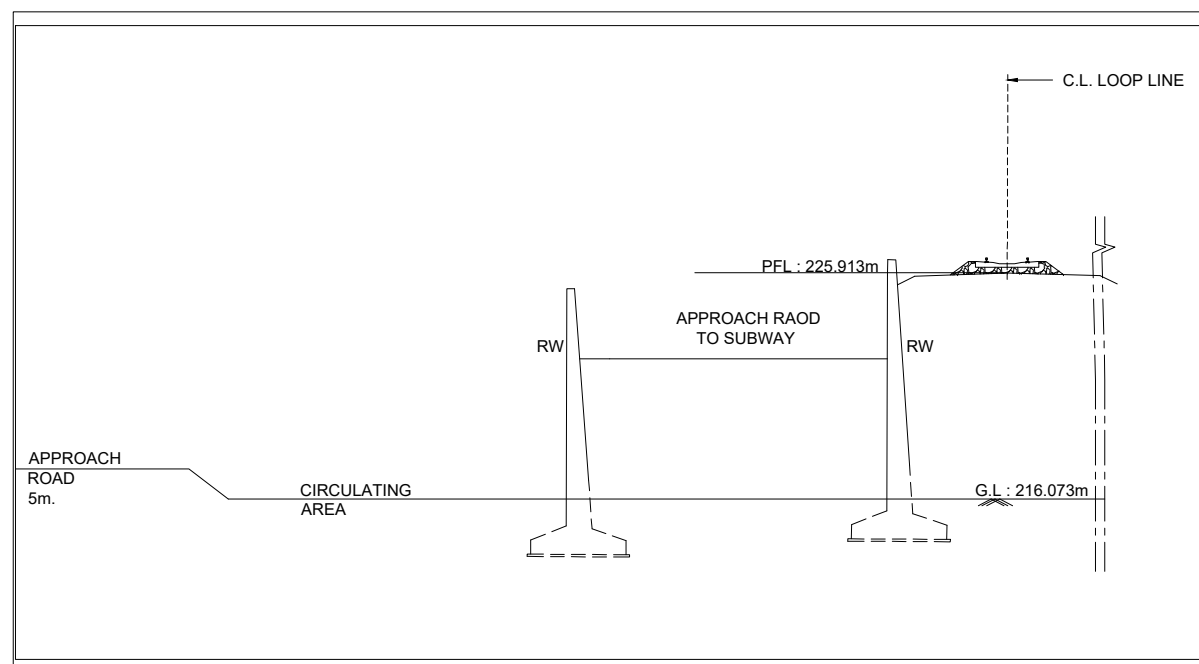 C.L. LOOP LINE
PFL : 225.913m
APPROACH RAOD
TO SUBWAY
RW
RW
APPROACH
ROAD
5m.
CIRCULATING
AREA
G.L : 216.073m